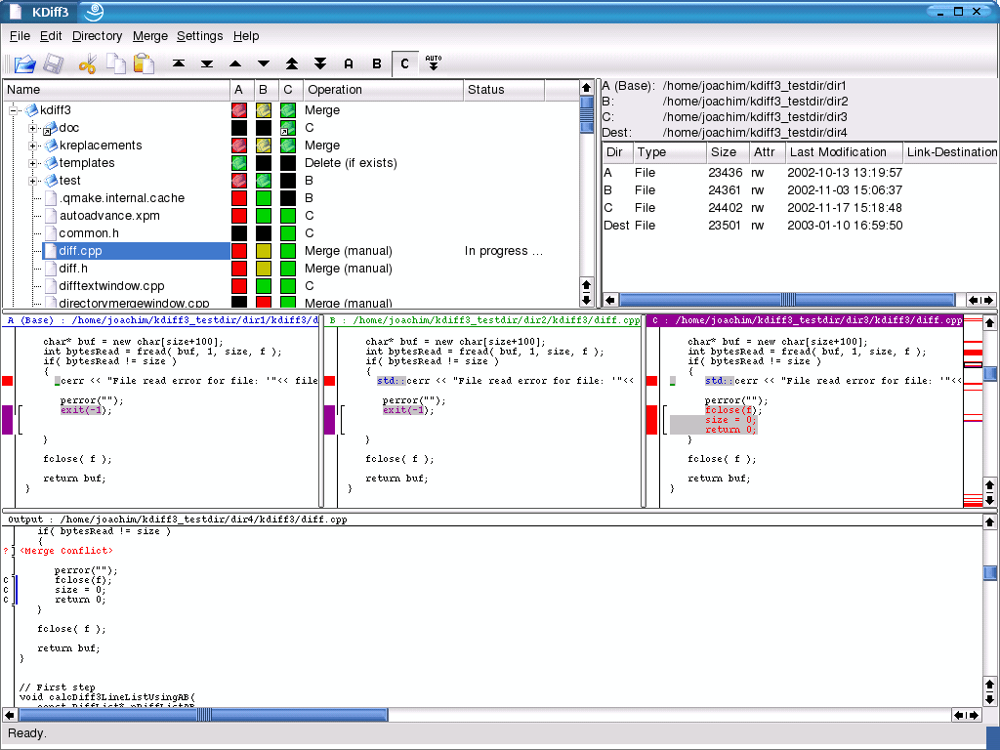 KDiff3
File Edit Directory Merge Settings Help
A B C AUTO
Name A B C Operation Status
kdiff3 Merge
doc C
kreplacements Merge
templates Delete (if exists)
test B
.qmake.internal.cache B
autoadvance.xpm C
common.h C
diff.cpp Merge (manual) In progress ...
diff.h Merge (manual)
difftextwindow.cpp C
directorymergewindow.cpp Merge (manual)
A (Base): /home/joachim/kdiff3_testdir/dir1
B: /home/joachim/kdiff3_testdir/dir2
C: /home/joachim/kdiff3_testdir/dir3
Dest: /home/joachim/kdiff3_testdir/dir4
Dir Type Size Attr Last Modification Link-Destination
A File 23436 rw 2002-10-13 13:19:57
B File 24361 rw 2002-11-03 15:06:37
C File 24402 rw 2002-11-17 15:18:48
Dest File 23501 rw 2003-01-10 16:59:50
A (Base) : /home/joachim/kdiff3_testdir/dir1/kdiff3/d
char* buf = new char[size+100];
int bytesRead = fread( buf, 1, size, f );
if( bytesRead != size )
{
cerr << "File read error for file: '"<< file
perror("");
exit(-1);
}
fclose( f );
return buf;
}
B : /home/joachim/kdiff3_testdir/dir2/kdiff3/diff.cpp
char* buf = new char[size+100];
int bytesRead = fread( buf, 1, size, f );
if( bytesRead != size )
{
std::cerr << "File read error for file: '"<<
perror("");
exit(-1);
}
fclose( f );
return buf;
}
C : /home/joachim/kdiff3_testdir/dir3/kdiff3/diff.cpp
char* buf = new char[size+100];
int bytesRead = fread( buf, 1, size, f );
if( bytesRead != size )
{
std::cerr << "File read error for file: '"<<
perror("");
fclose(f);
size = 0;
return 0;
}
fclose( f );
return buf;
}
Output : /home/joachim/kdiff3_testdir/dir4/kdiff3/diff.cpp
if( bytesRead != size )
{
? <Merge Conflict>
perror("");
C fclose(f);
C size = 0;
C return 0;
}
fclose( f );
return buf;
}
// First step
void calcDiff3LineListUsingAB(
const DiffList* pDiffListAB,
Ready.